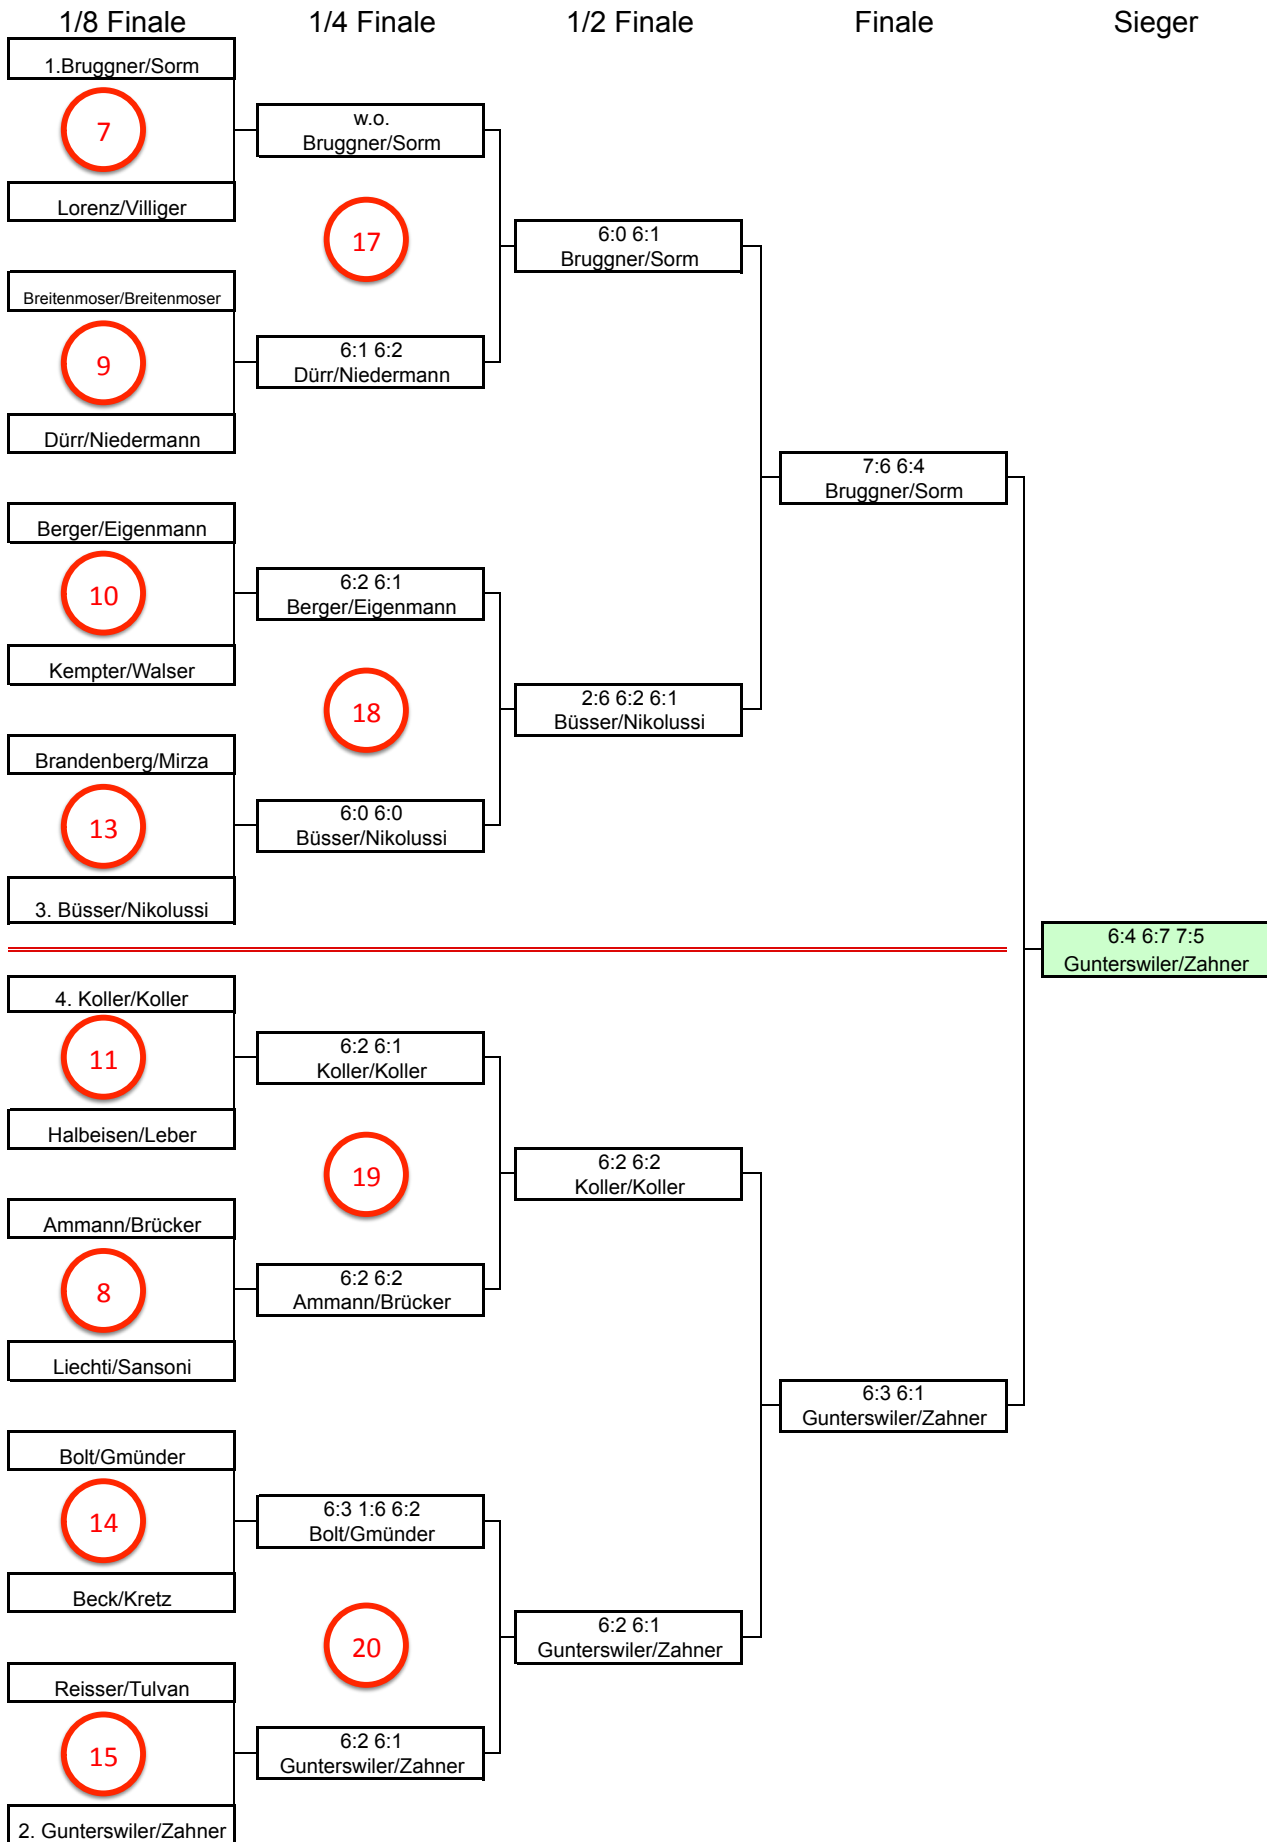 1/8 Finale
1/4 Finale
1/2 Finale
Finale
Sieger
1.Bruggner/Sorm
7
Lorenz/Villiger
w.o.
Bruggner/Sorm
17
6:0 6:1
Bruggner/Sorm
Breitenmoser/Breitenmoser
9
Dürr/Niedermann
6:1 6:2
Dürr/Niedermann
7:6 6:4
Bruggner/Sorm
Berger/Eigenmann
10
Kempter/Walser
6:2 6:1
Berger/Eigenmann
18
2:6 6:2 6:1
Büsser/Nikolussi
Brandenberg/Mirza
13
3. Büsser/Nikolussi
6:0 6:0
Büsser/Nikolussi
6:4 6:7 7:5
Gunterswiler/Zahner
4. Koller/Koller
11
Halbeisen/Leber
6:2 6:1
Koller/Koller
19
6:2 6:2
Koller/Koller
Ammann/Brücker
8
Liechti/Sansoni
6:2 6:2
Ammann/Brücker
6:3 6:1
Gunterswiler/Zahner
Bolt/Gmünder
14
Beck/Kretz
6:3 1:6 6:2
Bolt/Gmünder
20
6:2 6:1
Gunterswiler/Zahner
Reisser/Tulvan
15
2. Gunterswiler/Zahner
6:2 6:1
Gunterswiler/Zahner